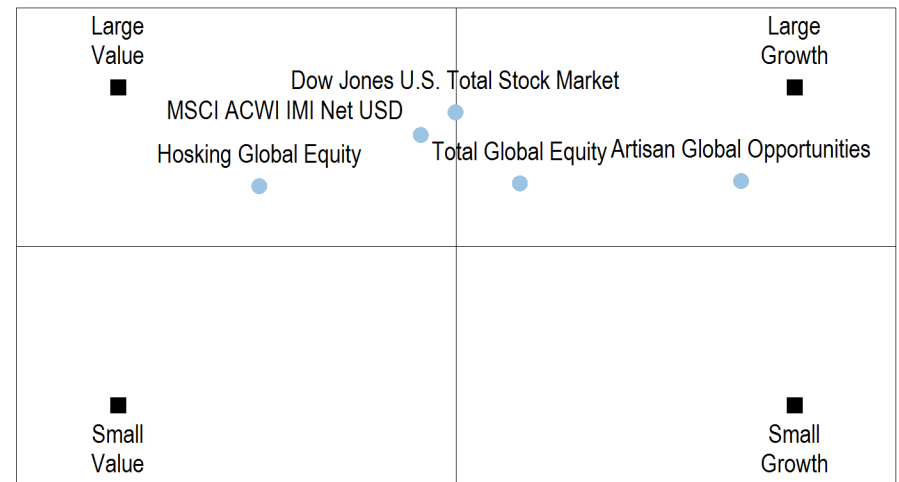 Large
Value
Large
Growth
Dow Jones U.S. Total Stock Market
MSCI ACWI IMI Net USD
Hosking Global Equity
Total Global Equity
Artisan Global Opportunities
Small
Value
Small
Growth